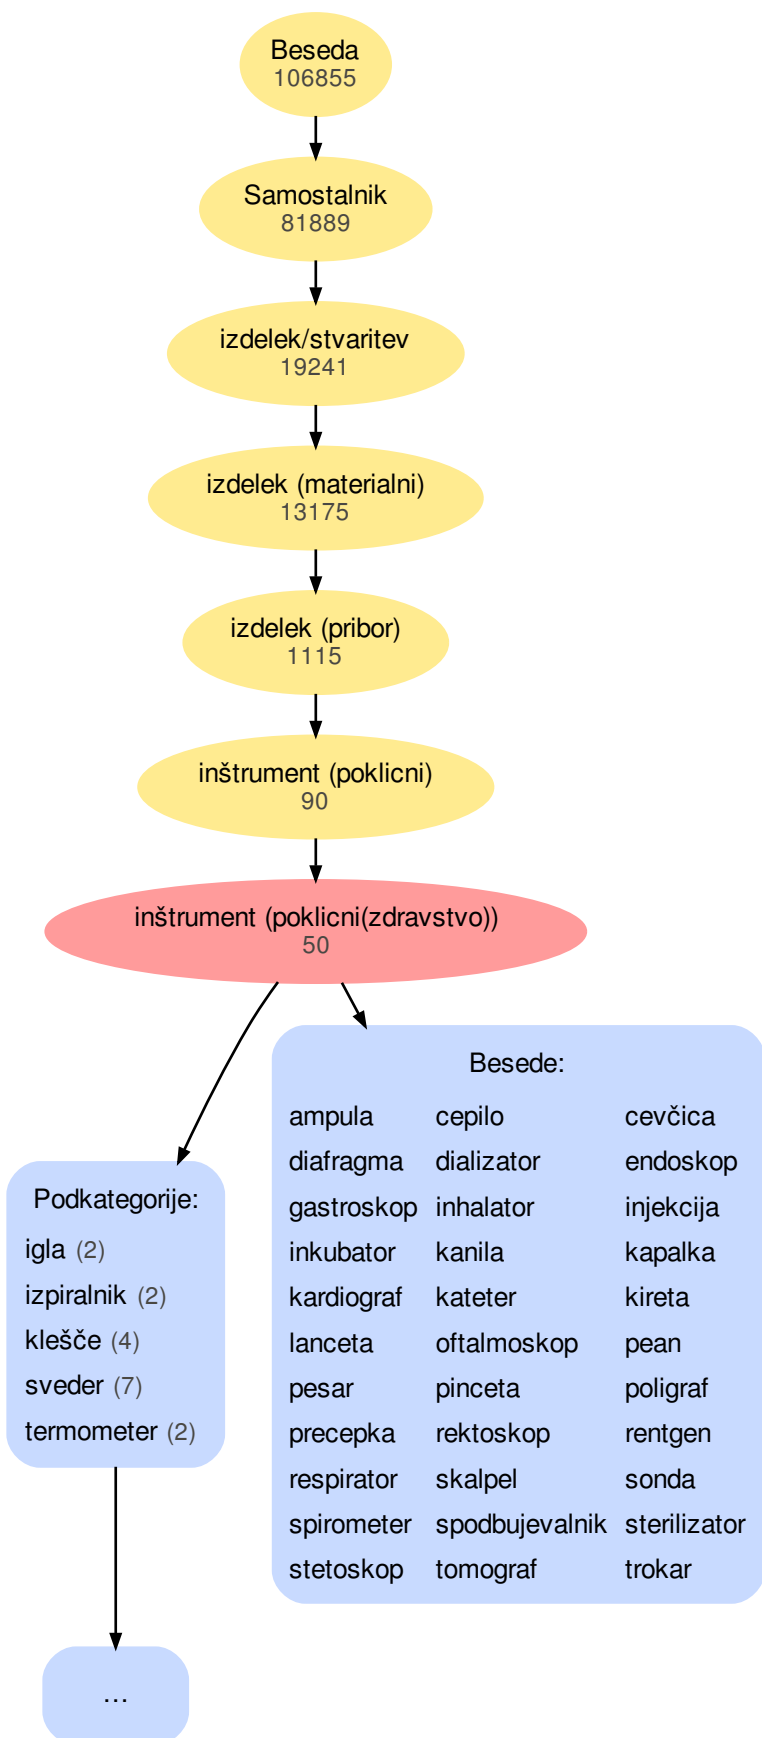 Beseda
106855
Samostalnik
81889
izdelek/stvaritev
19241
izdelek (materialni)
13175
izdelek (pribor)
1115
inštrument (poklicni)
90
inštrument (poklicni(zdravstvo))
50
Podkategorije:
igla (2)
izpiralnik (2)
klešče (4)
sveder (7)
termometer (2)
...
Besede:
ampula cepilo cevčica
diafragma dializator endoskop
gastroskop inhalator injekcija
inkubator kanila kapalka
kardiograf kateter kireta
lanceta oftalmoskop pean
pesar pinceta poligraf
precepka rektoskop rentgen
respirator skalpel sonda
spirometer spodbujevalnik sterilizator
stetoskop tomograf trokar